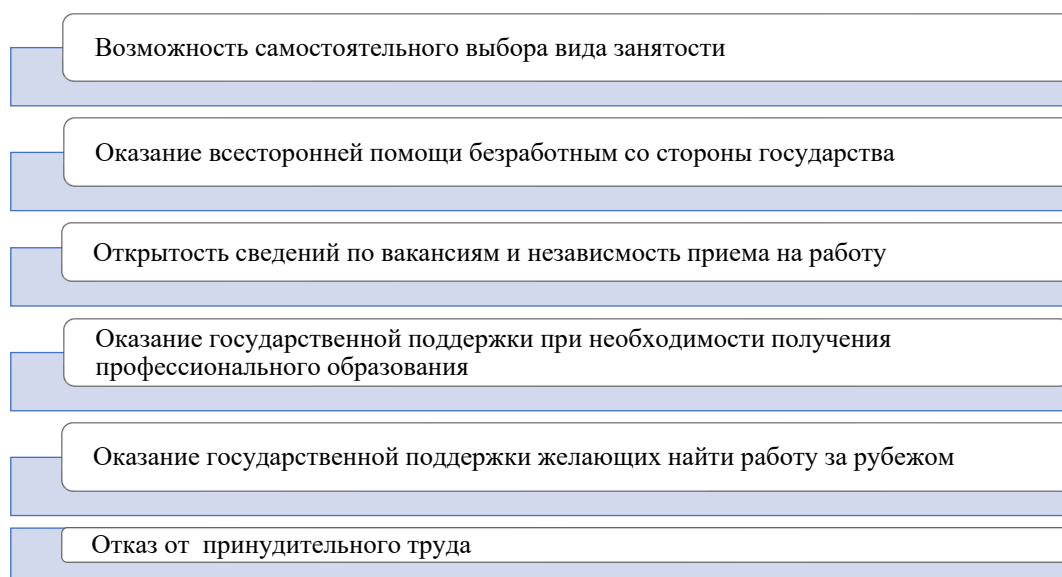 Возможность самостоятельного выбора вида занятости
Оказание всесторонней помощи безработным со стороны государства
Открытость сведений по вакансиям и независмость приема на работу
Оказание государственной поддержки при необходимости получения
профессионального образования
Оказание государственной поддержки желающих найти работу за рубежом
Отказ от  принудительного труда